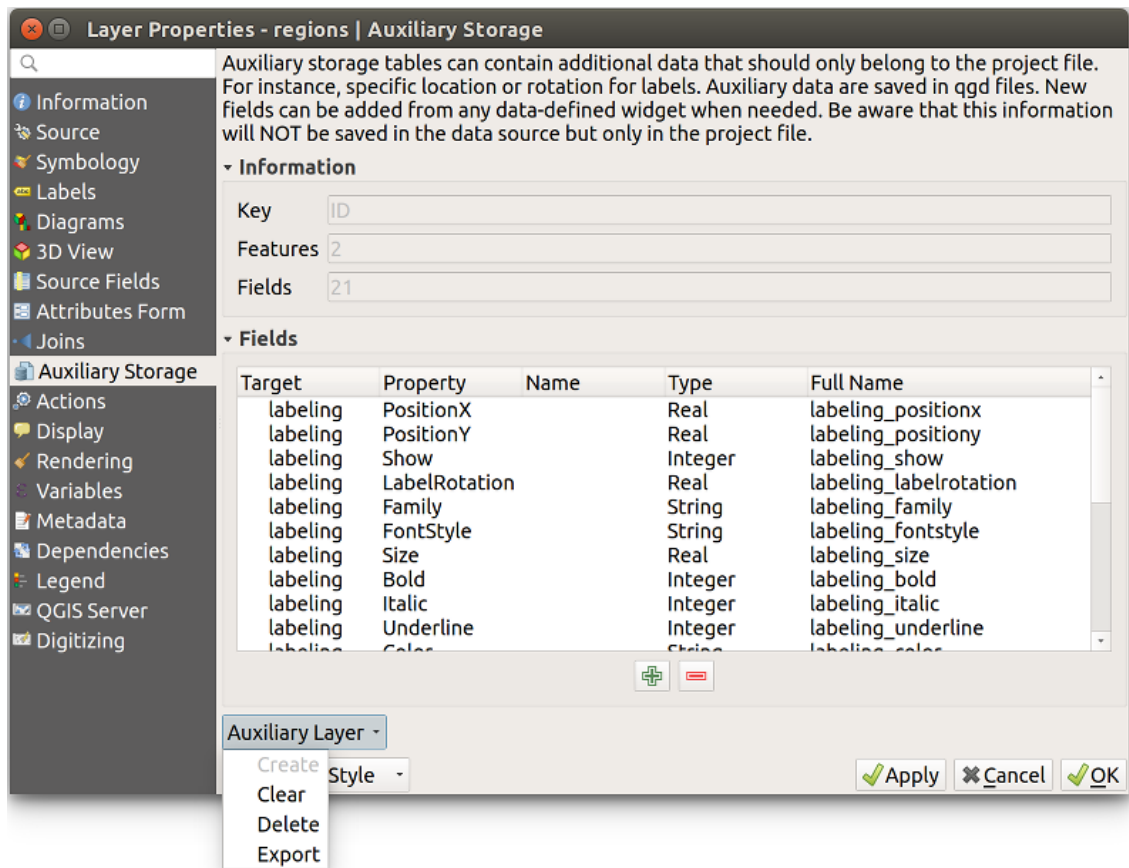 Layer Properties - regions | Auxiliary Storage
Information
Source
Symbology
Labels
Diagrams
3D View
Source Fields
Attributes Form
Joins
Auxiliary Storage
Actions
Display
Rendering
Variables
Metadata
Dependencies
Legend
QGIS Server
Digitizing
Auxiliary storage tables can contain additional data that should only belong to the project file.
For instance, specific location or rotation for labels. Auxiliary data are saved in qgd files. New
fields can be added from any data-defined widget when needed. Be aware that this information
will NOT be saved in the data source but only in the project file.
Information
Key ID
Features 2
Fields 21
Fields
Target Property Name Type Full Name
labeling PositionX Real labeling_positionx
labeling PositionY Real labeling_positiony
labeling Show Integer labeling_show
labeling LabelRotation Real labeling_labelrotation
labeling Family String labeling_family
labeling FontStyle String labeling_fontstyle
labeling Size Real labeling_size
labeling Bold Integer labeling_bold
labeling Italic Integer labeling_italic
labeling Underline Integer labeling_underline
labeling Color String labeling_color
Auxiliary Layer
Create
Clear
Delete
Export
Style
Apply Cancel OK